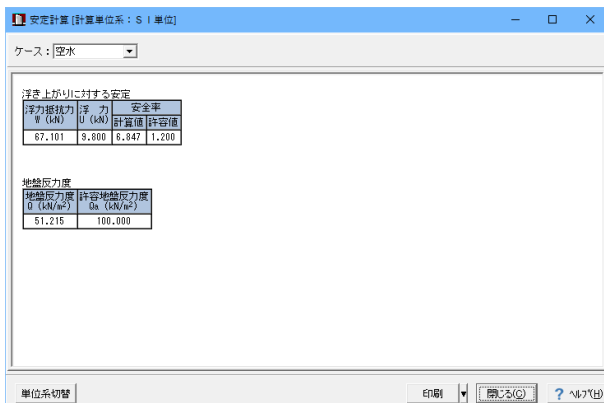 安定計算 [計算単位系：ＳＩ単位]
ケース： 空水
浮き上がりに対する安定
浮力抵抗力 浮 力 安全率
W (kN) U (kN) 計算値 許容値
67.101 9.800 6.847 1.200
地盤反力度
地盤反力度 許容地盤反力度
Q (kN/m²) Qa (kN/m²)
51.215 100.000
単位系切替 印刷 閉じる(C) ? ﾍﾙﾌﾟ(H)